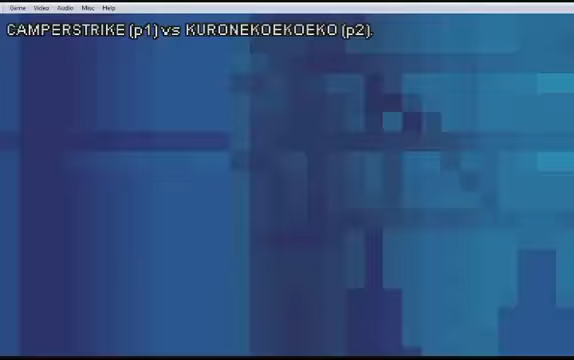 Game Video Audio Misc Help
CAMPERSTRIKE (p1) vs KURONEKOEKOEKO (p2).